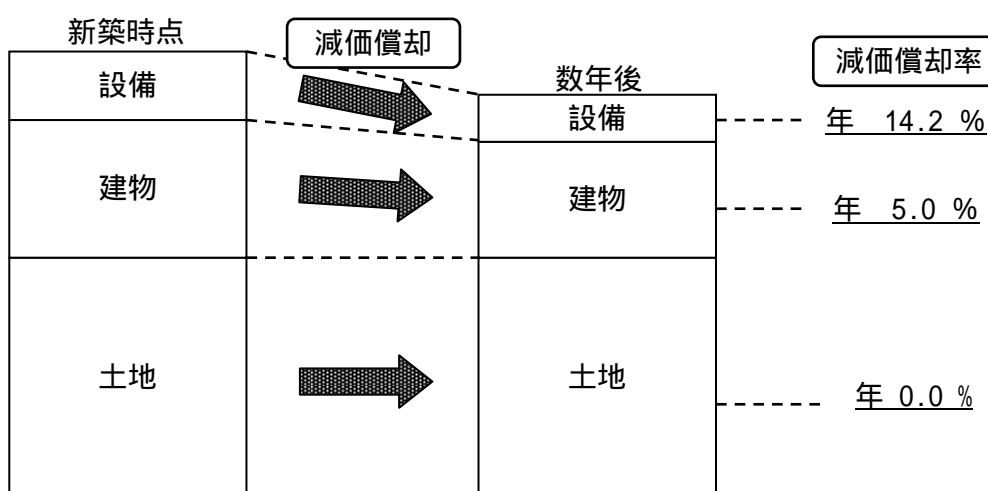 新築時点
設備
建物
土地
減価償却
数年後
設備
建物
土地
減価償却率
年 14.2 %
年 5.0 %
年 0.0 %